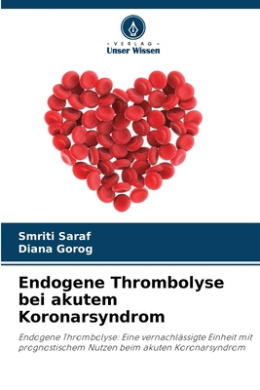 • VERLAG •
Unser Wissen
Smriti Saraf
Diana Gorog
Endogene Thrombolyse
bei akutem
Koronarsyndrom
Endogene Thrombolyse: Eine vernachlässigte Einheit mit
prognostischem Nutzen beim akuten Koronarsyndrom